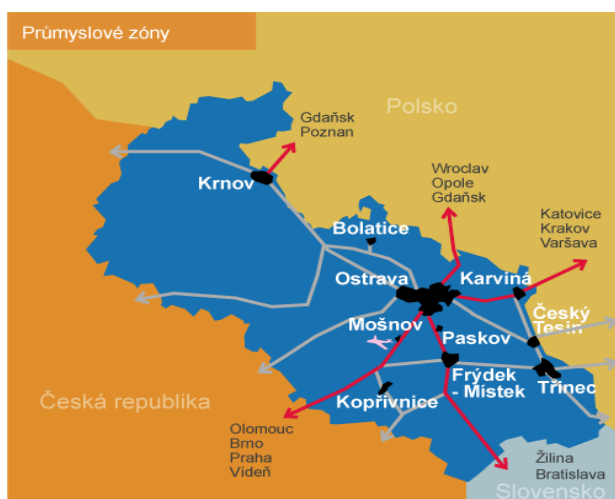 Průmyslové zóny
Polsko
Gdaňsk
Poznan
Krnov
Wroclav
Opole
Gdaňsk
Katovice
Krakov
Varšava
Bolatice
Ostrava
Karviná
Český
Tesín
Mošnov
Paskov
Frýdek
- Místek
Třinec
Kopřivnice
Česká republika
Olomouc
Brno
Praha
Vídeň
Žilina
Bratislava
Slovensko